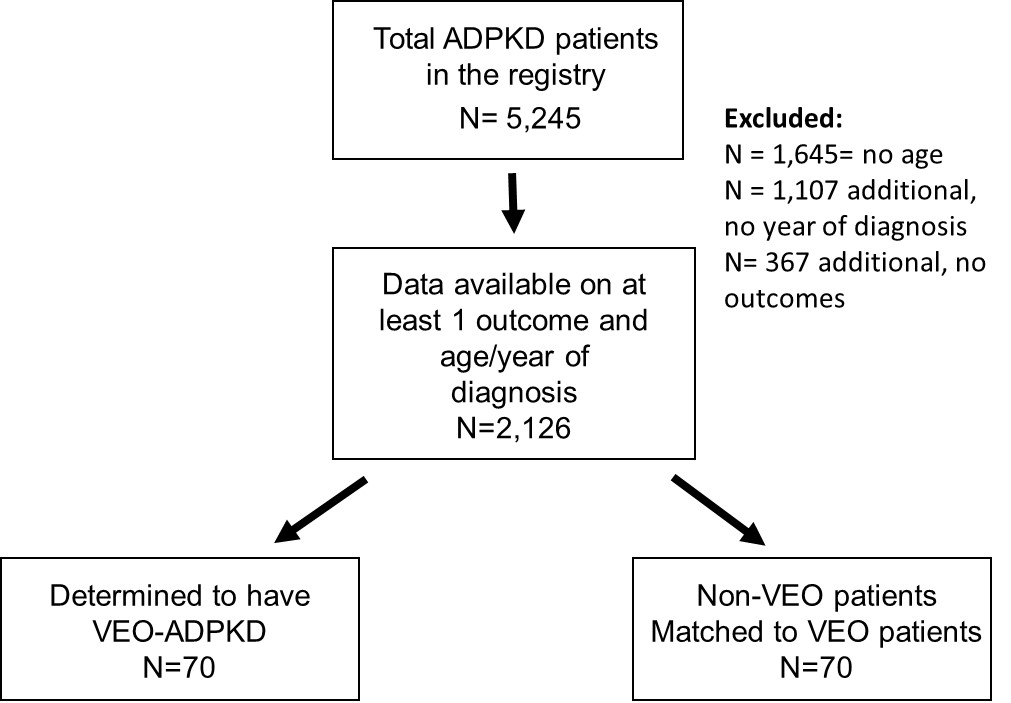 Total ADPKD patients
in the registry
N= 5,245
Excluded:
N = 1,645= no age
N = 1,107 additional,
no year of diagnosis
N= 367 additional, no
outcomes
Data available on at
least 1 outcome and
age/year of
diagnosis
N=2,126
Determined to have
VEO-ADPKD
N=70
Non-VEO patients
Matched to VEO patients
N=70